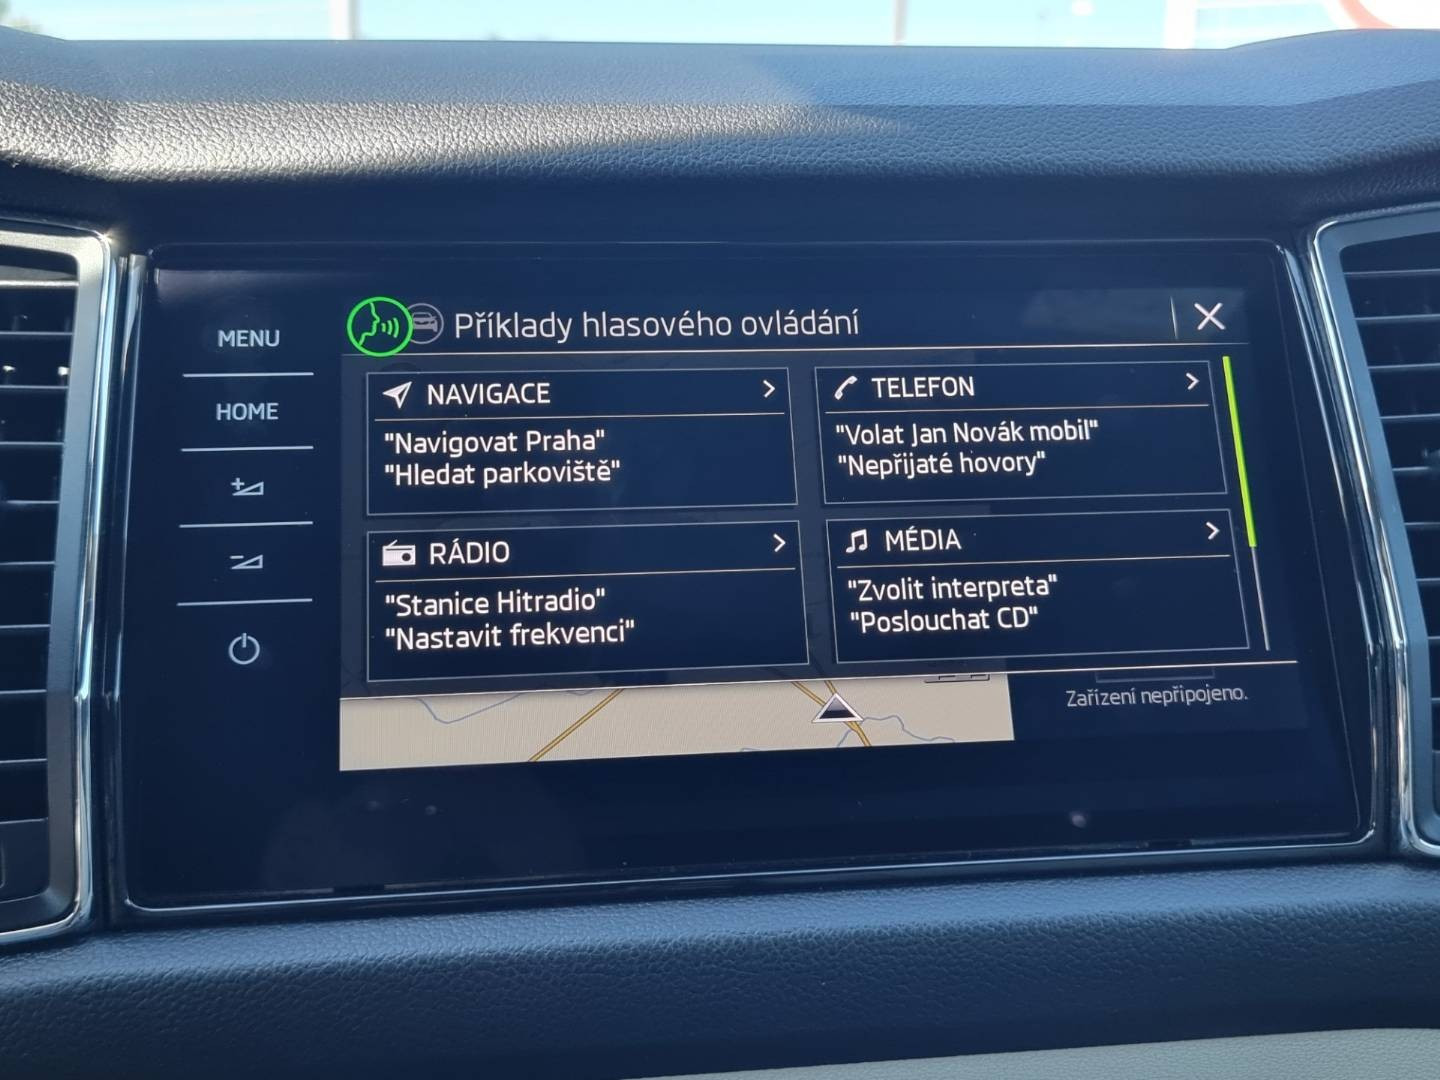 Příklady hlasového ovládání
MENU
HOME
NAVIGACE
"Navigovat Praha"
"Hledat parkoviště"
TELEFON
"Volat Jan Novák mobil"
"Nepřijaté hovory"
RÁDIO
"Stanice Hitradio"
"Nastavit frekvenci"
MÉDIA
"Zvolit interpreta"
"Poslouchat CD"
Zařízení nepřipojeno.